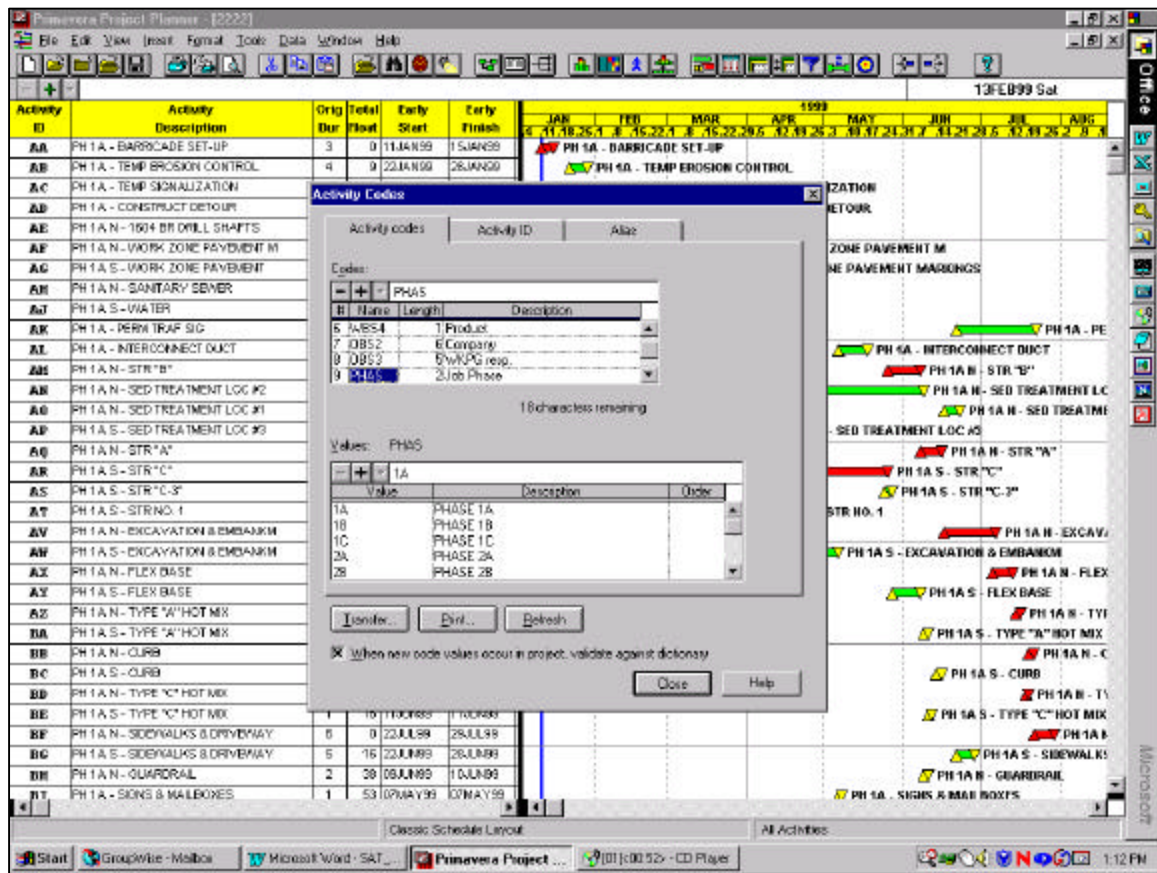 Primavera Project Planner - [2222]
File Edit View Insert Format Tools Data Window Help
Office
13FEB99 Sat
Activity ID Activity Description Orig Dur Total Float Early Start Early Finish
1999
JAN FEB MAR APR MAY JUN JUL AUG
AA PH 1A - BARRICADE SET-UP 3 0 11JAN99 15JAN99 PH 1A - BARRICADE SET-UP
AB PH 1A - TEMP EROSION CONTROL 4 9 22JAN99 28JAN99 PH 1A - TEMP EROSION CONTROL
AC PH 1A - TEMP SIGNALIZATION IZATION
AD PH 1A - CONSTRUCT DETOUR ETOUR
AE PH 1A N - 1604 BR DRILL SHAFTS
AF PH 1A N - WORK ZONE PAVEMENT M ZONE PAVEMENT M
AG PH 1A S - WORK ZONE PAVEMENT NE PAVEMENT MARKINGS
AH PH 1A N - SANITARY SEWER
AJ PH 1A S - WATER
AK PH 1A - PERM TRAF SIG PH 1A - PE
AL PH 1A - INTERCONNECT DUCT PH 1A - INTERCONNECT DUCT
AM PH 1A N - STR "B" PH 1A N - STR "B"
AN PH 1A N - SED TREATMENT LOC #2 PH 1A N - SED TREATMENT LC
AO PH 1A N - SED TREATMENT LOC #1 PH 1A N - SED TREATME
AP PH 1A S - SED TREATMENT LOC #3 - SED TREATMENT LOC #3
AQ PH 1A N - STR "A" PH 1A N - STR "A"
AR PH 1A S - STR "C" PH 1A S - STR "C"
AS PH 1A S - STR "C-3" PH 1A S - STR "C-3"
AT PH 1A S - STR NO. 1 STR NO. 1
AV PH 1A N - EXCAVATION & EMBANKM PH 1A N - EXCAV
AW PH 1A S - EXCAVATION & EMBANKM PH 1A S - EXCAVATION & EMBANKM
AX PH 1A N - FLEX BASE PH 1A N - FLEX
AY PH 1A S - FLEX BASE PH 1A S - FLEX BASE
AZ PH 1A N - TYPE "A" HOT MIX PH 1A N - TYI
BA PH 1A S - TYPE "A" HOT MIX PH 1A S - TYPE "A" HOT MIX
BB PH 1A N - CURB PH 1A N - C
BC PH 1A S - CURB PH 1A S - CURB
BD PH 1A N - TYPE "C" HOT MIX PH 1A N - T
BE PH 1A S - TYPE "C" HOT MIX PH 1A S - TYPE "C" HOT MIX
BF PH 1A N - SIDEWALKS & DRIVEWAY 6 0 22JUL99 29JUL99 PH 1A N
BG PH 1A S - SIDEWALKS & DRIVEWAY 5 16 22JUN99 28JUN99 PH 1A S - SIDEWALKS
BH PH 1A N - GUARDRAIL 2 38 09JUN99 10JUN99 PH 1A N - GUARDRAIL
PH 1A - SIGNS & MAILBOXES 1 53 07MAY99 07MAY99 PH 1A - SIGNS & MAILBOXES
Activity Codes
Activity codes Activity ID Alias
Codes:
PHAS
# Name Length Description
6 WBS4 1 Product
7 OBS2 6 Company
8 OBS3 5 WKPG resp.
9 PHAS 2 Job Phase
18 characters remaining
Values: PHAS
1A
Value Description Order
1A PHASE 1A
1B PHASE 1B
1C PHASE 1C
2A PHASE 2A
2B PHASE 2B
Transfer... Print... Refresh
When new code values occur in project, validate against dictionary
Close Help
Microsoft
Classic Schedule Layout All Activities
Start GroupWise - Mailbox Microsoft Word - SAT_... Primavera Project ... [01] <00:52> - CD Player 1:12 PM